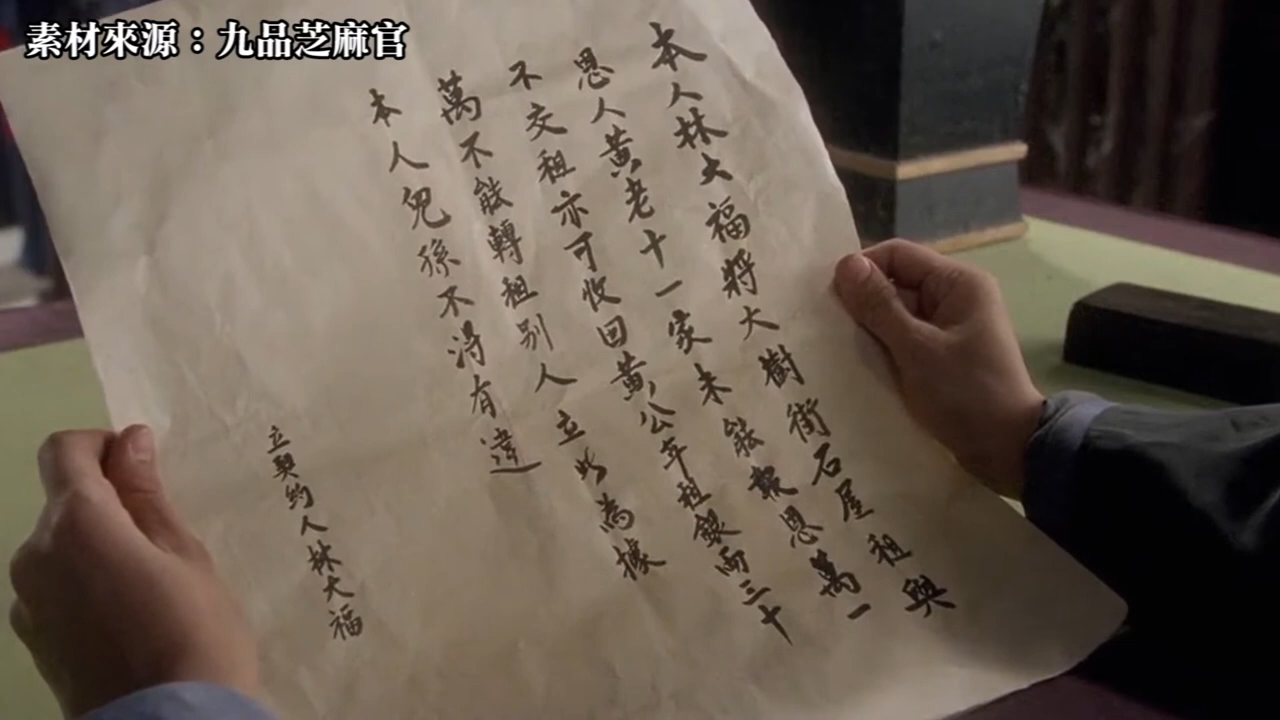 素材來源：九品芝麻官
本人林大福將大樹街石屋租與
恩人黃老十一家未能報恩萬一
不交租亦可收回黃公年租銀兩三十
萬不能轉租別人立此為據
本人兒孫不得有違
立契約人林大福